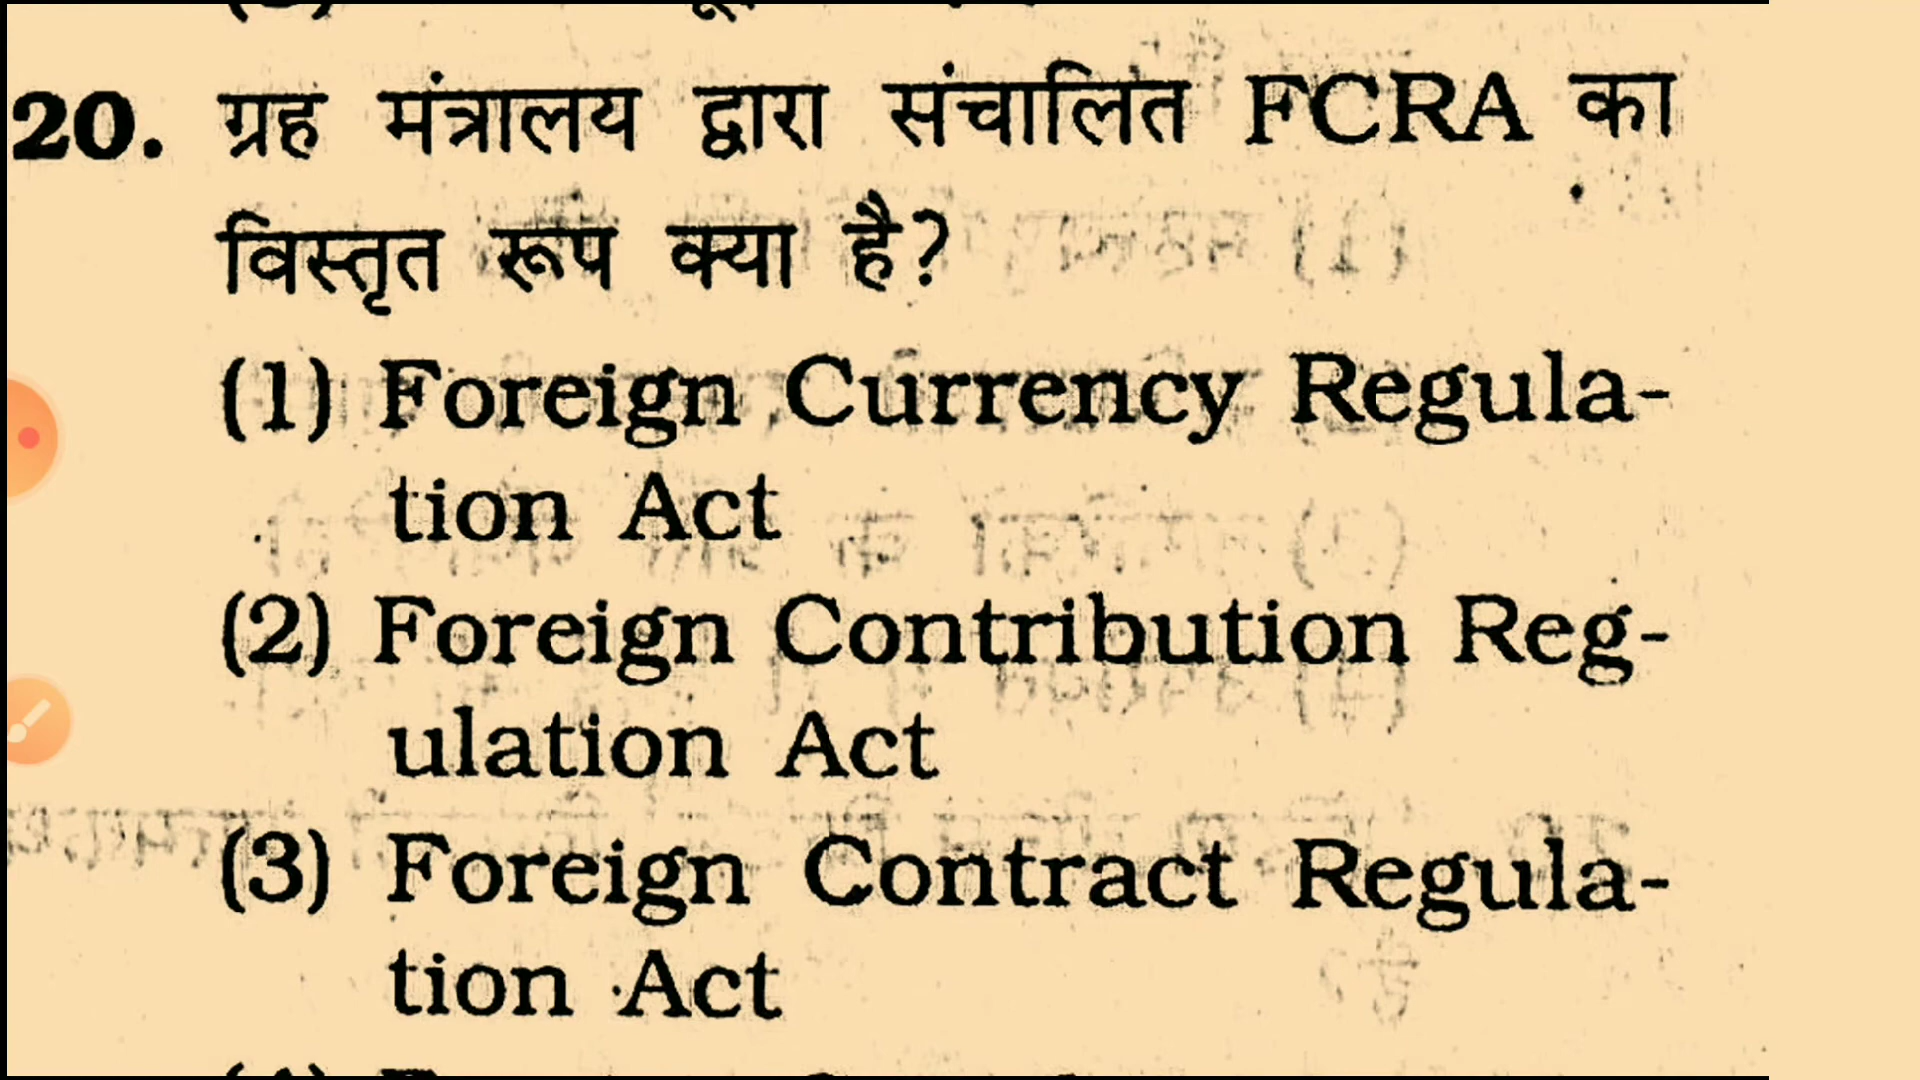 20. ग्रह मंत्रालय द्वारा संचालित FCRA का
विस्तृत रूप क्या है?
(1) Foreign Currency Regula-
tion Act
(2) Foreign Contribution Reg-
ulation Act
(3) Foreign Contract Regula-
tion Act